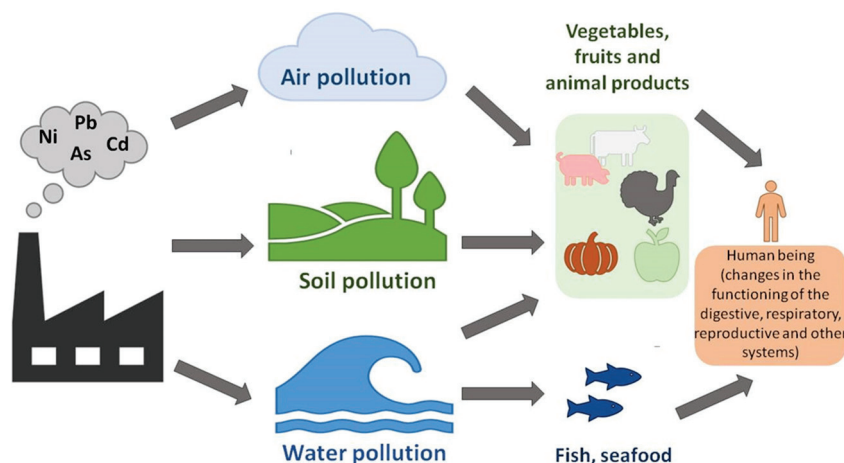 Ni
Pb
As
Cd
Air pollution
Soil pollution
Water pollution
Vegetables,
fruits and
animal products
Fish, seafood
Human being
(changes in the
functioning of the
digestive, respiratory,
reproductive and other
systems)